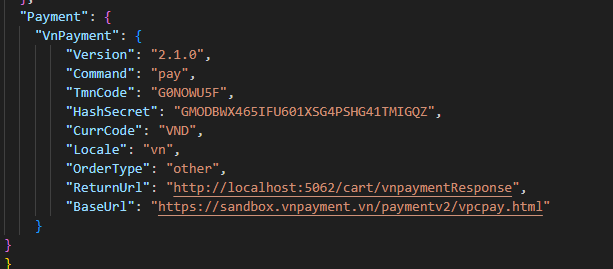 },
"Payment": {
"VnPayment": {
"Version": "2.1.0",
"Command": "pay",
"TmnCode": "G0NOWU5F",
"HashSecret": "GMODBWX465IFU601XSG4PSHG41TMIGQZ",
"CurrCode": "VND",
"Locale": "vn",
"OrderType": "other",
"ReturnUrl": "http://localhost:5062/cart/vnpaymentResponse",
"BaseUrl": "https://sandbox.vnpayment.vn/paymentv2/vpcpay.html"
}
}
}